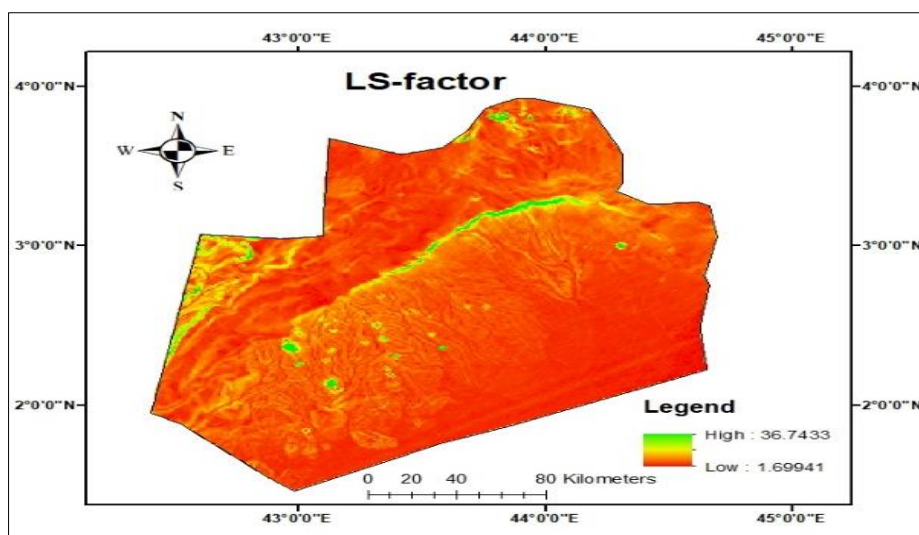 43°0'0"E 44°0'0"E 45°0'0"E
4°0'0"N 4°0'0"N
LS-factor
N
W E
S
3°0'0"N 3°0'0"N
2°0'0"N 2°0'0"N
Legend
High : 36.7433
Low : 1.69941
0 20 40 80 Kilometers
43°0'0"E 44°0'0"E 45°0'0"E